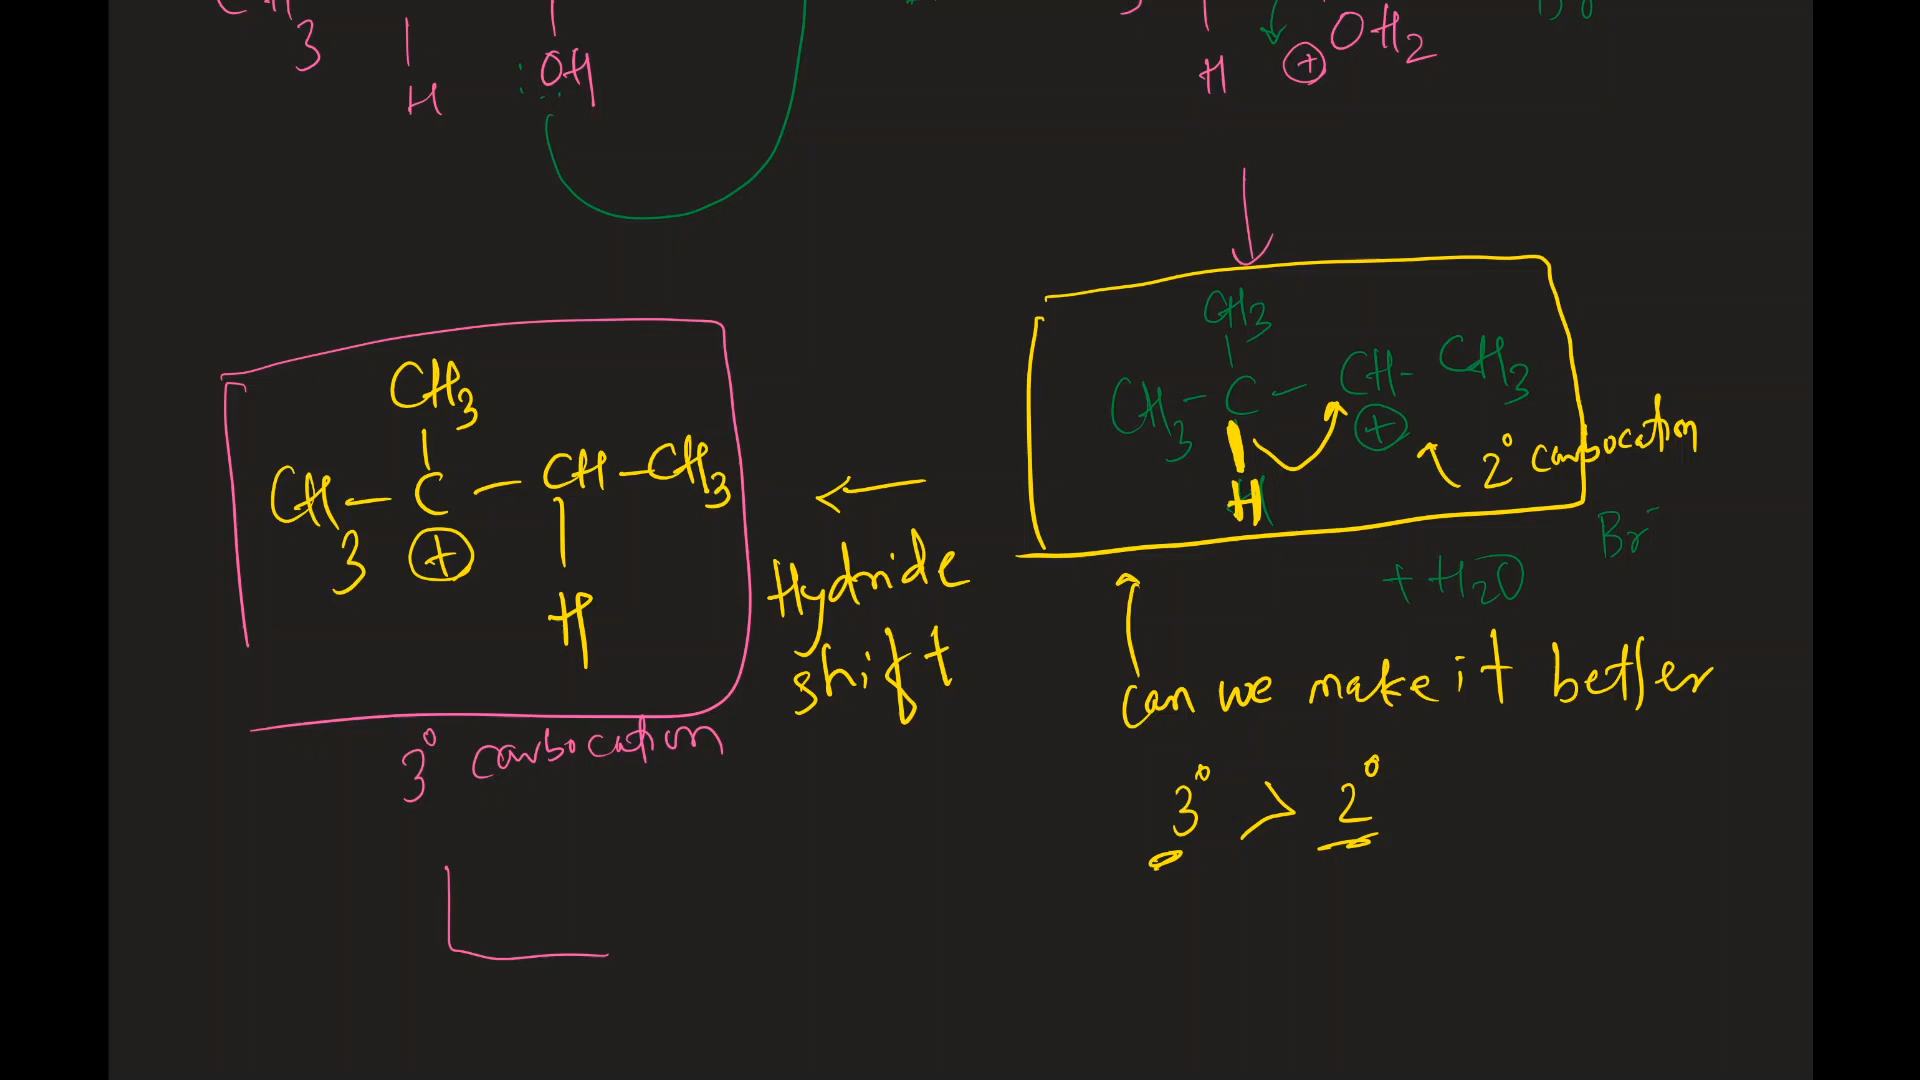 3
H
OH
H
⊕
OH2
CH3
CH3 - C - CH - CH3
⊕
H
2° carbocation
Br-
+ H2O
CH3
CH3 - C - CH - CH3
⊕
H
Hydride
shift
3° carbocation
can we make it better
3° > 2°